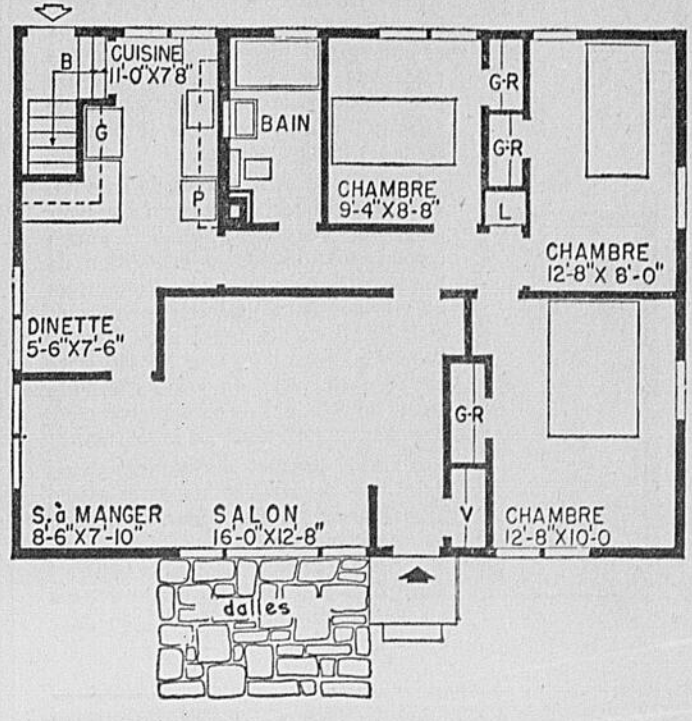 B
CUISINE
11'-0"X7'8"
G
P
BAIN
CHAMBRE
9'-4"X8'-8"
G-R
G-R
L
CHAMBRE
12'-8"X 8'-0"
DINETTE
5'-6"X7'-6"
G-R
S. à MANGER
8'-6"X7'-10"
SALON
16'-0"X12'-8"
V
CHAMBRE
12'-8"X10'-0
dalles